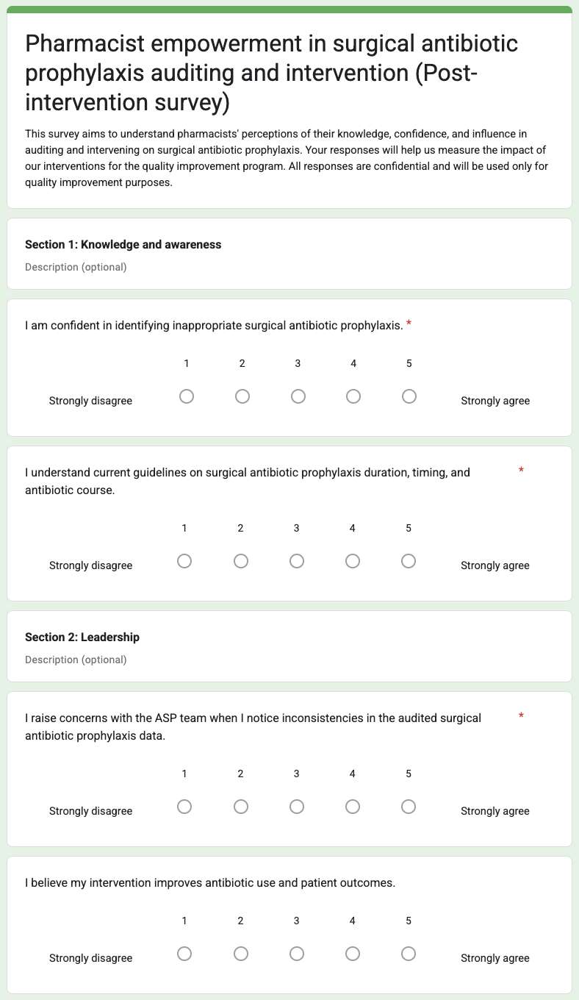 Pharmacist empowerment in surgical antibiotic
prophylaxis auditing and intervention (Post-
intervention survey)
This survey aims to understand pharmacists' perceptions of their knowledge, confidence, and influence in
auditing and intervening on surgical antibiotic prophylaxis. Your responses will help us measure the impact of
our interventions for the quality improvement program. All responses are confidential and will be used only for
quality improvement purposes.
Section 1: Knowledge and awareness
Description (optional)
I am confident in identifying inappropriate surgical antibiotic prophylaxis. *
1 2 3 4 5
Strongly disagree Strongly agree
I understand current guidelines on surgical antibiotic prophylaxis duration, timing, and *
antibiotic course.
1 2 3 4 5
Strongly disagree Strongly agree
Section 2: Leadership
Description (optional)
I raise concerns with the ASP team when I notice inconsistencies in the audited surgical *
antibiotic prophylaxis data.
1 2 3 4 5
Strongly disagree Strongly agree
I believe my intervention improves antibiotic use and patient outcomes.
1 2 3 4 5
Strongly disagree Strongly agree